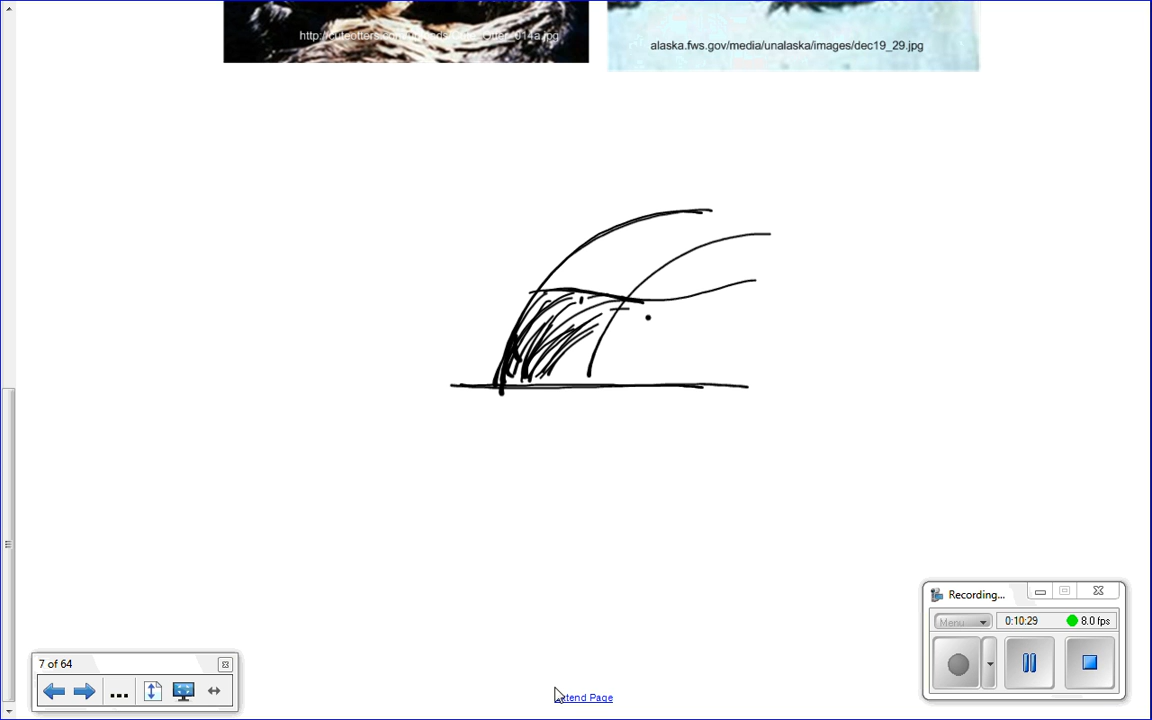 alaska.fws.gov/media/unalaska/images/dec19_29.jpg
Recording...
Menu
0:10:29
8.0 fps
7 of 64
...
tend Page